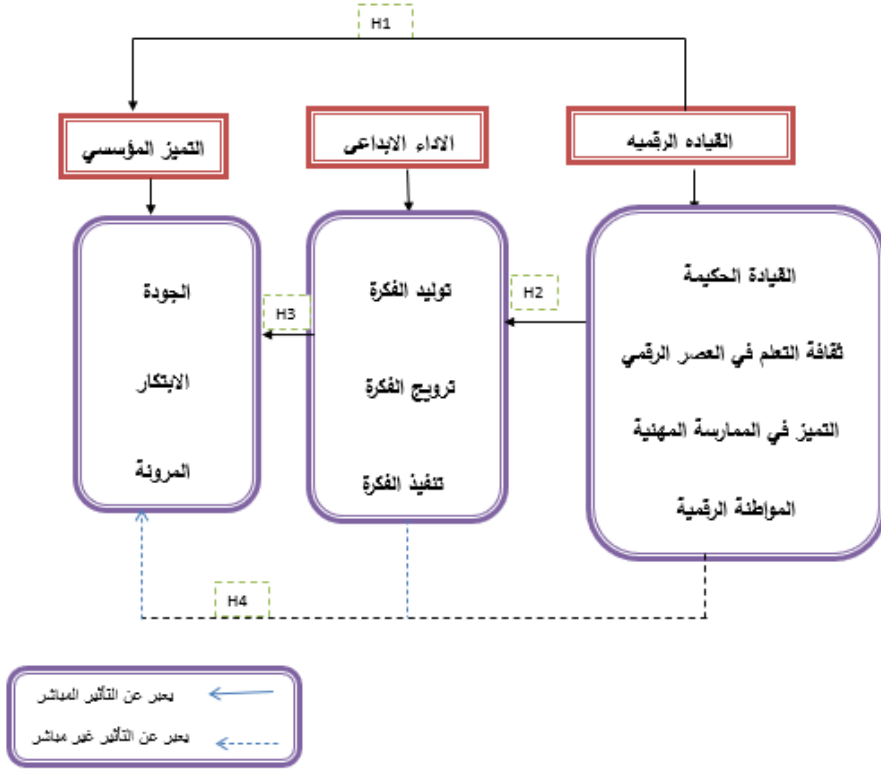 H1
القياده الرقميه
الاداء الابداعى
التميز المؤسسي
القيادة الحكيمة
ثقافة التعلم في العصر الرقمي
التميز في الممارسة المهنية
المواطنة الرقمية
H2
توليد الفكرة
ترويج الفكرة
تنفيذ الفكرة
H3
الجودة
الابتكار
المرونة
H4
يعبر عن التأثير المباشر
يعبر عن التأثير غير مباشر